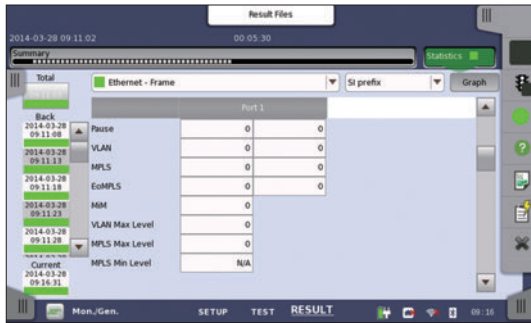 Result Files
2014-03-28 09 11 02 00 05 30
Summary
Statistics
Total
Ethernet - Frame
SI prefix
Graph
Port 1
Back
2014-03-28
09 11 08
2014-03-28
09 11 13
2014-03-28
09 11 18
2014-03-28
09 11 23
2014-03-28
09 11 28
Current
2014-03-28
09 16 31
Pause 0 0
VLAN 0 0
MPLS 0 0
EoMPLS 0 0
MiM 0
VLAN Max Level 0
MPLS Max Level 0
MPLS Min Level N/A
Mon./Gen. SETUP TEST RESULT 09 : 16